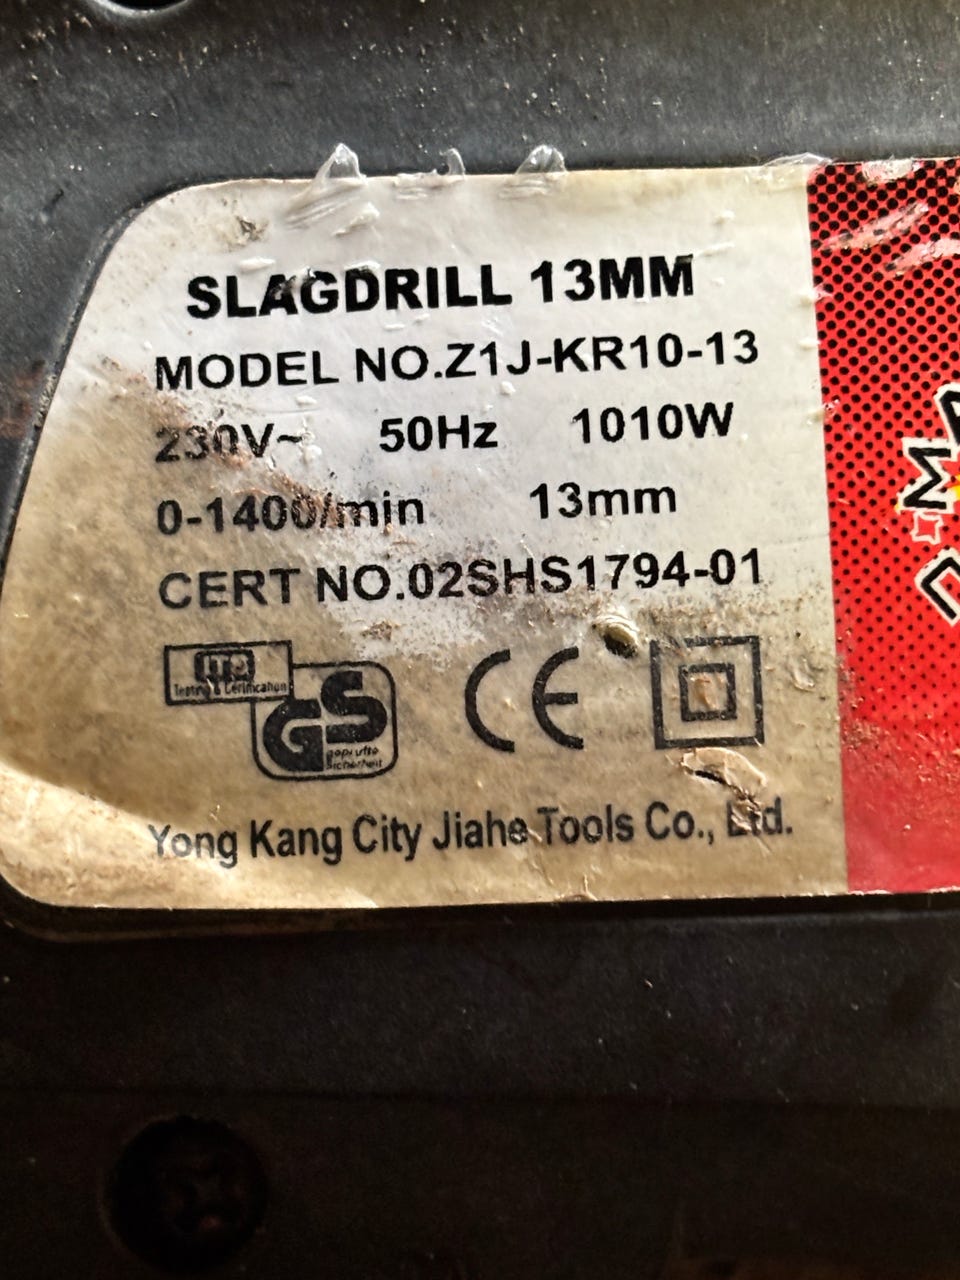 SLAGDRILL 13MM
MODEL NO.Z1J-KR10-13
230V~ 50Hz 1010W
0-1400/min 13mm
CERT NO.02SHS1794-01
ITS
Testing & Certification
GS
geprüfte
Sicherheit
CE
Yong Kang City Jiahe Tools Co., Ltd.